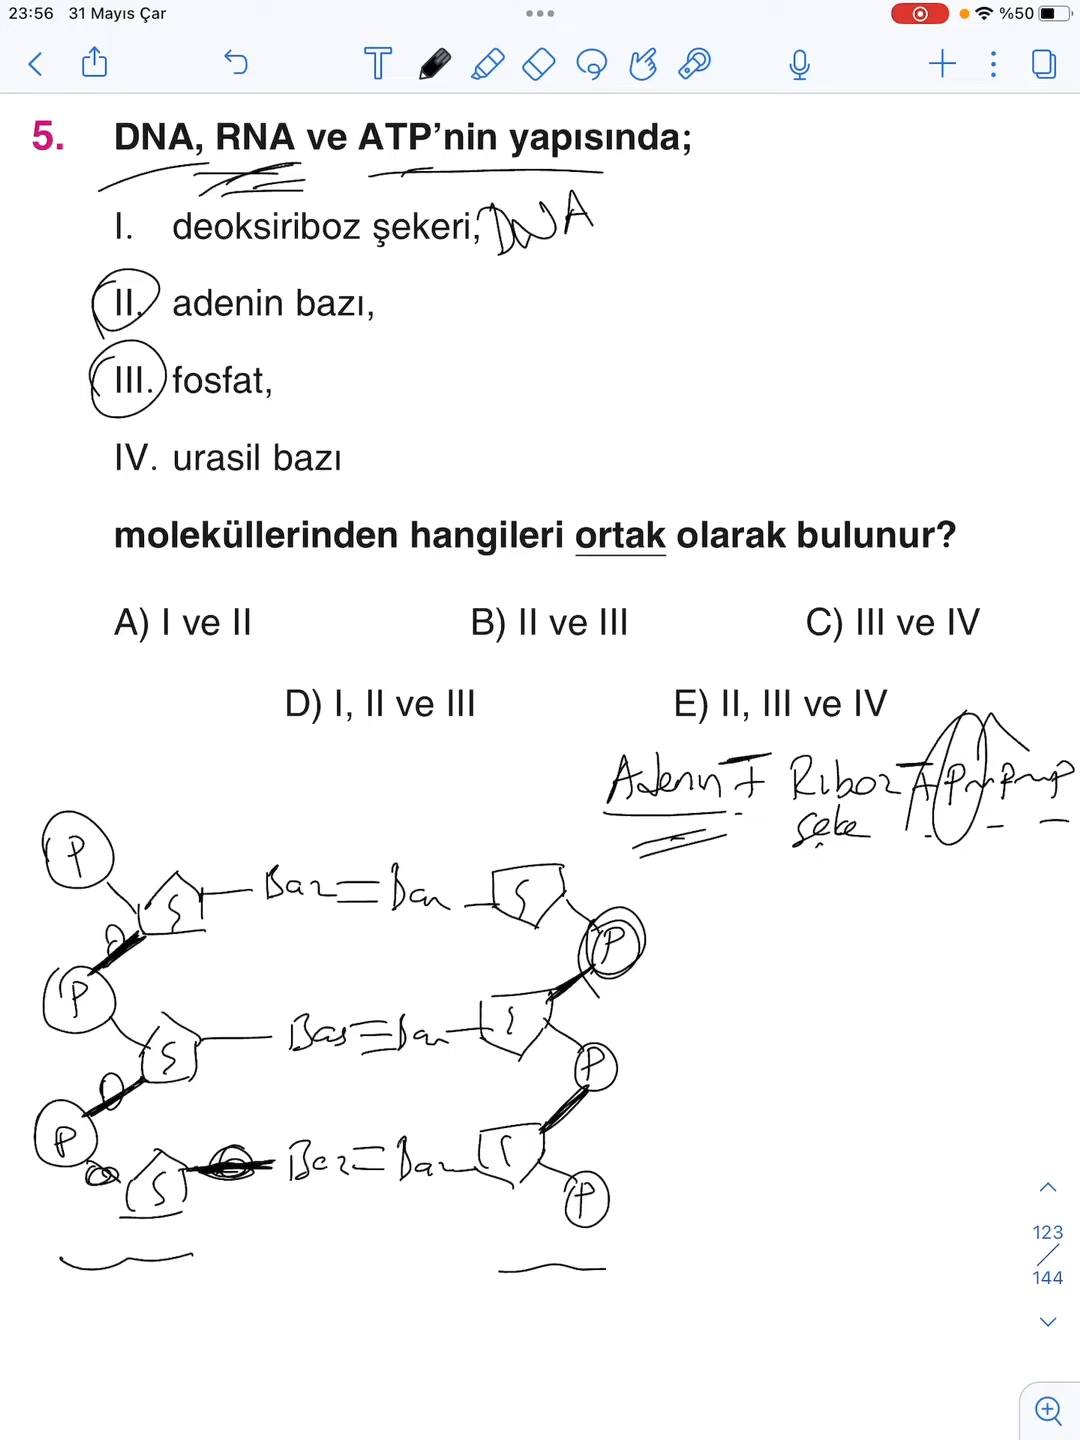 23:56 31 Mayıs Çar
%50
T
5. DNA, RNA ve ATP'nin yapısında;
I. deoksiriboz şekeri, DNA
II. adenin bazı,
III. fosfat,
IV. urasil bazı
moleküllerinden hangileri ortak olarak bulunur?
A) I ve II B) II ve III C) III ve IV
D) I, II ve III E) II, III ve IV
Adenin + Riboz + P P P
şeke
P
S Baz Baz S
P P
S Baz Baz S
P P
S Baz Baz S
P
123
144